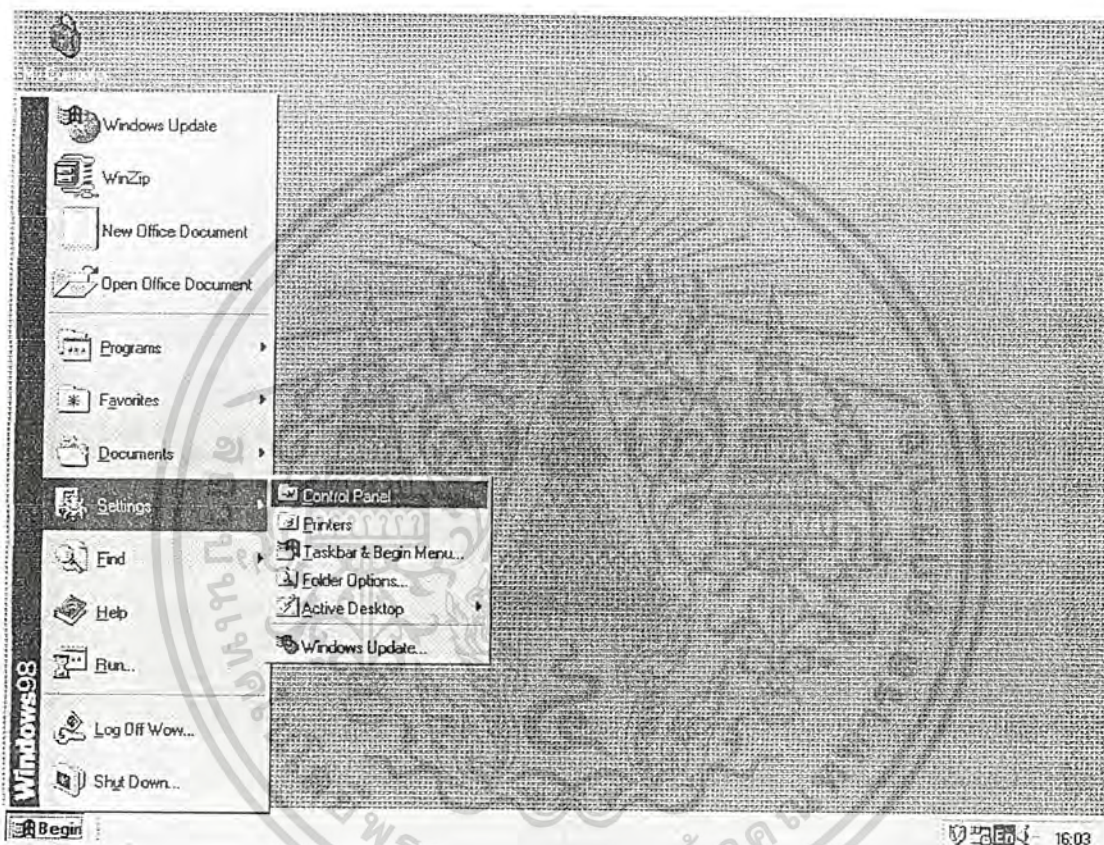 Windows Update
WinZip
New Office Document
Open Office Document
Programs
Favorites
Documents
Settings
Control Panel
Printers
Taskbar & Begin Menu...
Folder Options...
Active Desktop
Windows Update...
Find
Help
Run...
Log Off Wow...
Shut Down...
Windows98
Begin
En
16:03